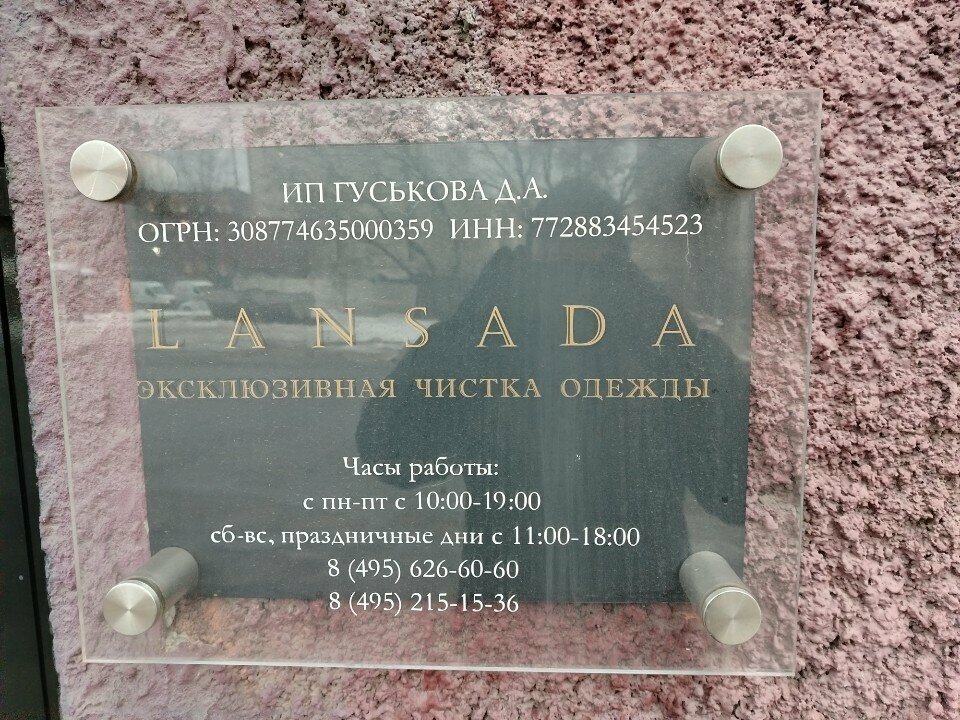 ИП ГУСЬКОВА Д.А.
ОГРН: 308774635000359 ИНН: 772883454523
LANSADA
ЭКСКЛЮЗИВНАЯ ЧИСТКА ОДЕЖДЫ
Часы работы:
с пн-пт с 10:00-19:00
сб-вс, праздничные дни с 11:00-18:00
8 (495) 626-60-60
8 (495) 215-15-36